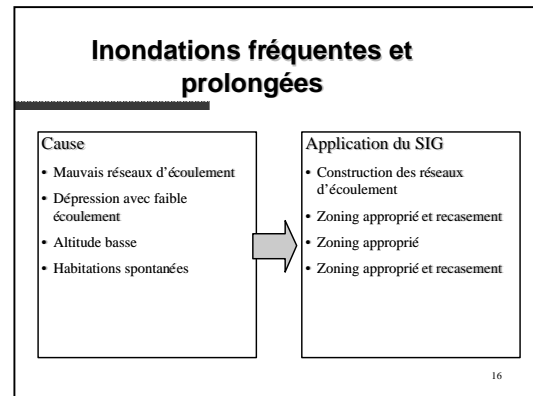 Inondations fréquentes et
prolongées
Cause
• Mauvais réseaux d'écoulement
• Dépression avec faible
écoulement
• Altitude basse
• Habitations spontanées
Application du SIG
• Construction des réseaux
d'écoulement
• Zoning approprié et recasement
• Zoning approprié
• Zoning approprié et recasement
16